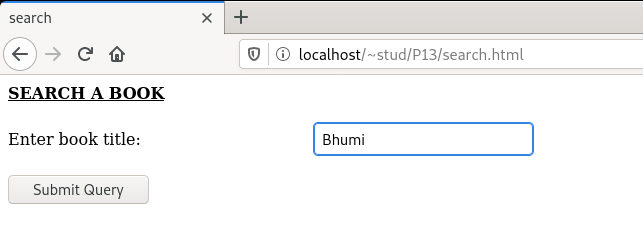 search
localhost/~stud/P13/search.html
SEARCH A BOOK
Enter book title: Bhumi
Submit Query